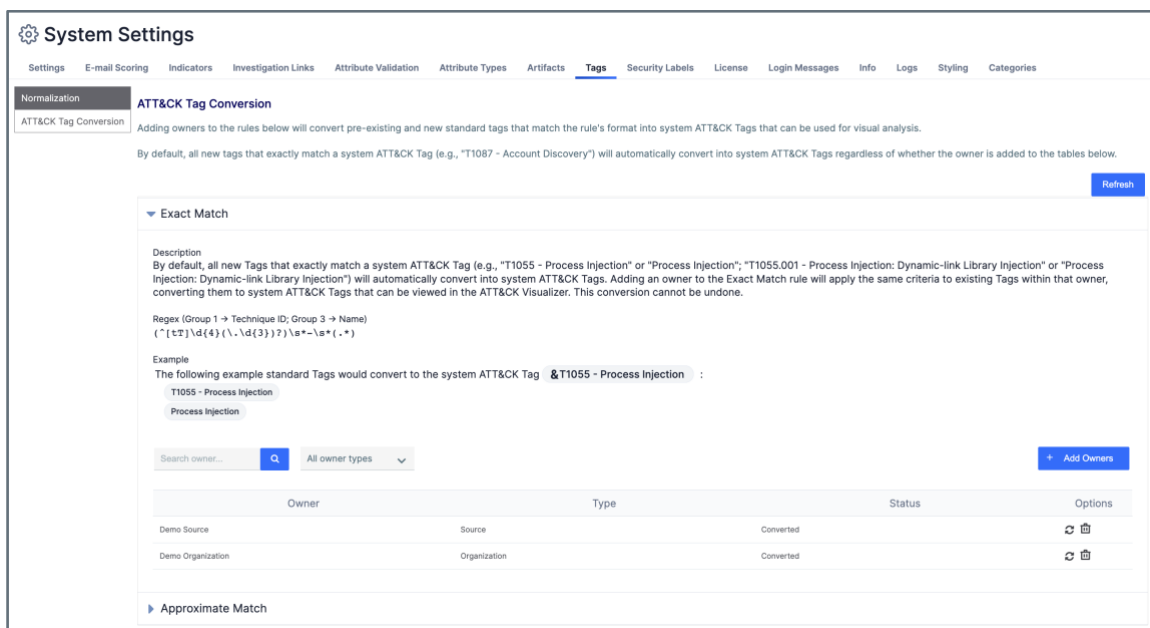 System Settings
Settings E-mail Scoring Indicators Investigation Links Attribute Validation Attribute Types Artifacts Tags Security Labels License Login Messages Info Logs Styling Categories
Normalization
ATT&CK Tag Conversion
ATT&CK Tag Conversion
Adding owners to the rules below will convert pre-existing and new standard tags that match the rule's format into system ATT&CK Tags that can be used for visual analysis.
By default, all new tags that exactly match a system ATT&CK Tag (e.g., "T1087 - Account Discovery") will automatically convert into system ATT&CK Tags regardless of whether the owner is added to the tables below.
Refresh
Exact Match
Description
By default, all new Tags that exactly match a system ATT&CK Tag (e.g., "T1055 - Process Injection" or "Process Injection"; "T1055.001 - Process Injection: Dynamic-link Library Injection" or "Process
Injection: Dynamic-link Library Injection") will automatically convert into system ATT&CK Tags. Adding an owner to the Exact Match rule will apply the same criteria to existing Tags within that owner,
converting them to system ATT&CK Tags that can be viewed in the ATT&CK Visualizer. This conversion cannot be undone.
Regex (Group 1 → Technique ID; Group 3 → Name)
(^[tT]\d{4}(\.\d{3})?)\s*-\s*(.*)
Example
The following example standard Tags would convert to the system ATT&CK Tag &T1055 - Process Injection :
T1055 - Process Injection
Process Injection
Search owner... All owner types + Add Owners
Owner Type Status Options
Demo Source Source Converted
Demo Organization Organization Converted
Approximate Match